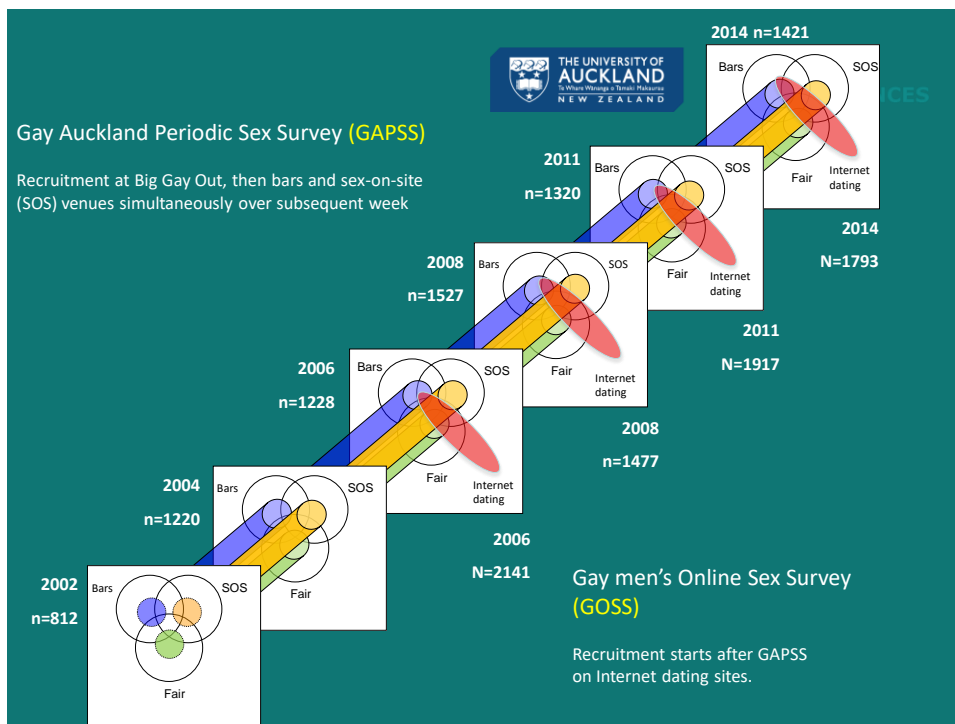 2014 n=1421
Bars
SOS
Fair
Internet
dating
THE UNIVERSITY OF
AUCKLAND
Te Whare Wānanga o Tāmaki Makaurau
NEW ZEALAND
ICES
Gay Auckland Periodic Sex Survey (GAPSS)
Recruitment at Big Gay Out, then bars and sex-on-site
(SOS) venues simultaneously over subsequent week
2011
n=1320
Bars
SOS
Fair
Internet
dating
2014
N=1793
2008
n=1527
Bars
SOS
Fair
Internet
dating
2011
N=1917
2006
n=1228
Bars
SOS
Fair
Internet
dating
2008
n=1477
2004
n=1220
Bars
SOS
Fair
2006
N=2141
2002
n=812
Bars
SOS
Fair
Gay men’s Online Sex Survey
(GOSS)
Recruitment starts after GAPSS
on Internet dating sites.